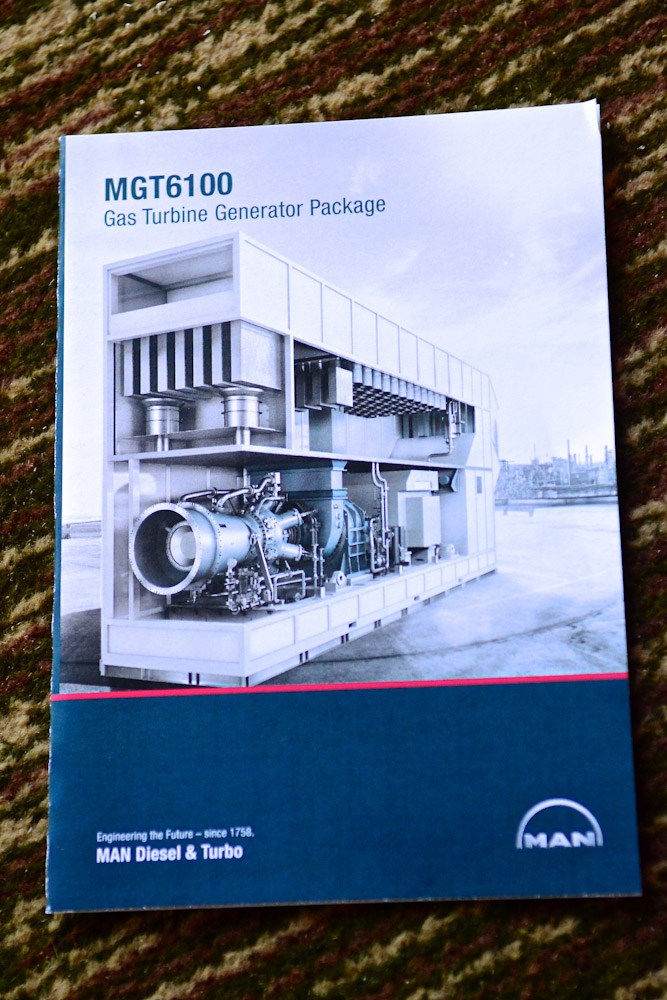 MGT6100
Gas Turbine Generator Package
Engineering the Future – since 1758.
MAN Diesel & Turbo
MAN